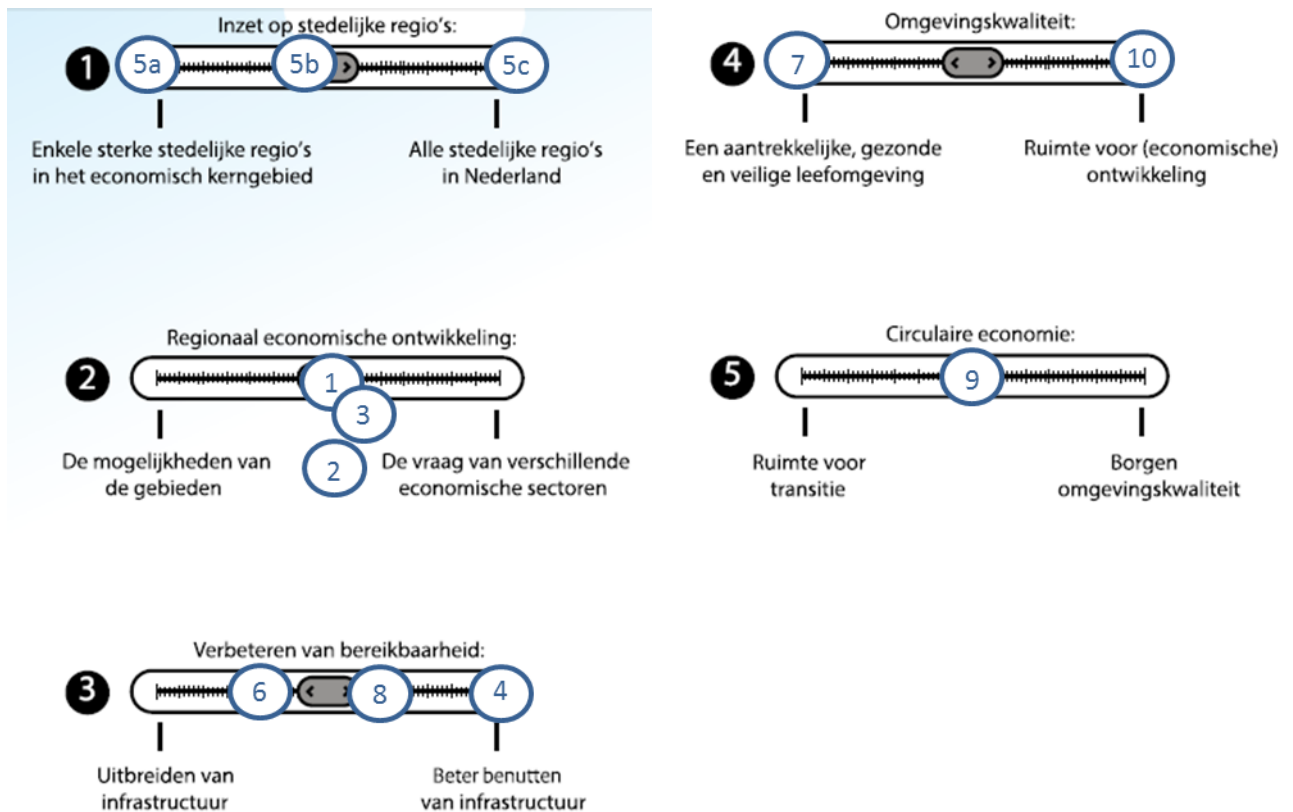 Inzet op stedelijke regio's:
1
5a
5b
5c
Enkele sterke stedelijke regio's
in het economisch kerngebied
Alle stedelijke regio's
in Nederland
Regionaal economische ontwikkeling:
2
1
3
2
De mogelijkheden van
de gebieden
De vraag van verschillende
economische sectoren
Verbeteren van bereikbaarheid:
3
6
8
4
Uitbreiden van
infrastructuur
Beter benutten
van infrastructuur
Omgevingskwaliteit:
4
7
10
Een aantrekkelijke, gezonde
en veilige leefomgeving
Ruimte voor (economische)
ontwikkeling
Circulaire economie:
5
9
Ruimte voor
transitie
Borgen
omgevingskwaliteit